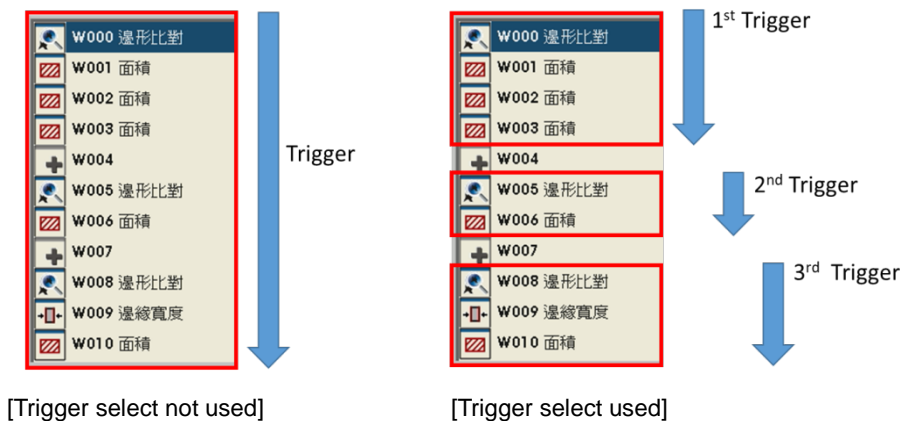 W000 邊形比對
W001 面積
W002 面積
W003 面積
W004
W005 邊形比對
W006 面積
W007
W008 邊形比對
W009 邊緣寬度
W010 面積
Trigger
[Trigger select not used]
W000 邊形比對
W001 面積
W002 面積
W003 面積
W004
W005 邊形比對
W006 面積
W007
W008 邊形比對
W009 邊緣寬度
W010 面積
1st Trigger
2nd Trigger
3rd Trigger
[Trigger select used]